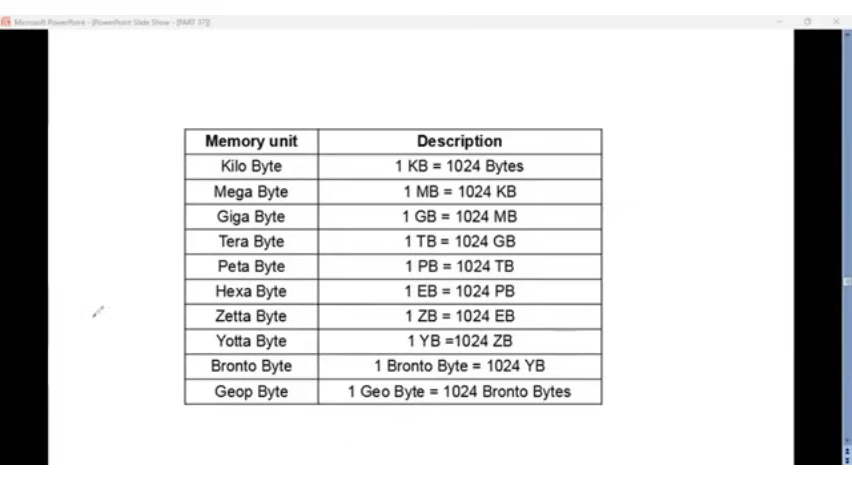 Microsoft PowerPoint - [PowerPoint Slide Show - [PART 37]]
Memory unit Description
Kilo Byte 1 KB = 1024 Bytes
Mega Byte 1 MB = 1024 KB
Giga Byte 1 GB = 1024 MB
Tera Byte 1 TB = 1024 GB
Peta Byte 1 PB = 1024 TB
Hexa Byte 1 EB = 1024 PB
Zetta Byte 1 ZB = 1024 EB
Yotta Byte 1 YB =1024 ZB
Bronto Byte 1 Bronto Byte = 1024 YB
Geop Byte 1 Geo Byte = 1024 Bronto Bytes